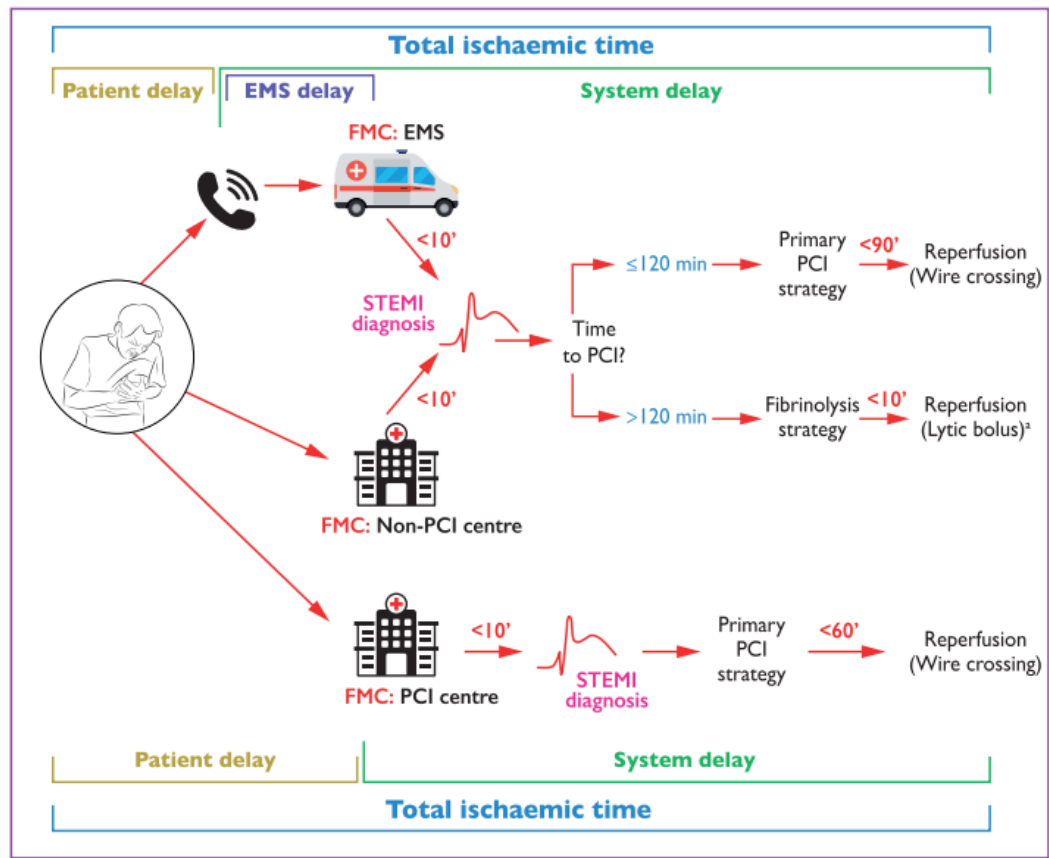 Total ischaemic time
Patient delay
EMS delay
System delay
FMC: EMS
<10'
STEMI
diagnosis
<10'
Time
to PCI?
≤120 min
Primary
PCI
strategy
<90'
Reperfusion
(Wire crossing)
>120 min
Fibrinolysis
strategy
<10'
Reperfusion
(Lytic bolus)ª
FMC: Non-PCI centre
FMC: PCI centre
<10'
STEMI
diagnosis
Primary
PCI
strategy
<60'
Reperfusion
(Wire crossing)
Patient delay
System delay
Total ischaemic time